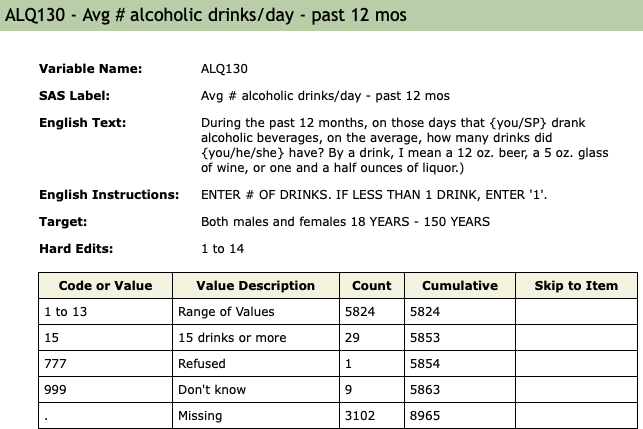 ALQ130 - Avg # alcoholic drinks/day - past 12 mos
Variable Name: ALQ130
SAS Label: Avg # alcoholic drinks/day - past 12 mos
English Text: During the past 12 months, on those days that {you/SP} drank
alcoholic beverages, on the average, how many drinks did
{you/he/she} have? By a drink, I mean a 12 oz. beer, a 5 oz. glass
of wine, or one and a half ounces of liquor.)
English Instructions: ENTER # OF DRINKS. IF LESS THAN 1 DRINK, ENTER '1'.
Target: Both males and females 18 YEARS - 150 YEARS
Hard Edits: 1 to 14
Code or Value Value Description Count Cumulative Skip to Item
1 to 13 Range of Values 5824 5824
15 15 drinks or more 29 5853
777 Refused 1 5854
999 Don't know 9 5863
. Missing 3102 8965